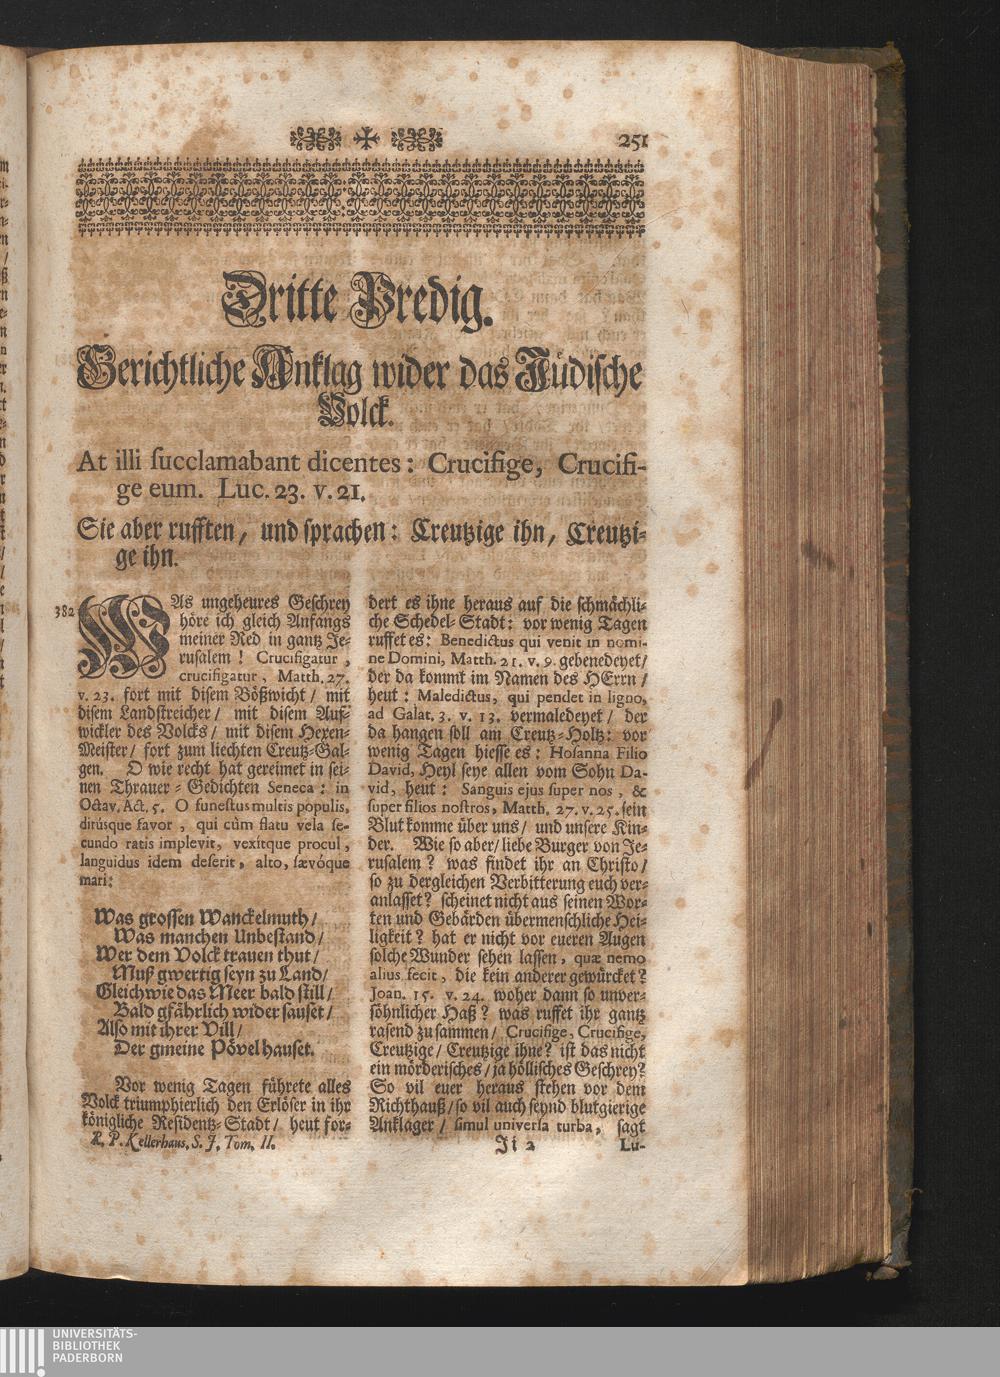 251
Dritte Predig.
Gerichtliche Anklag wider das Jüdische
Volck.
At illi succlamabant dicentes: Crucifige, Crucifi-
ge eum. Luc. 23. v. 21.
Sie aber rufften, und sprachen: Creutzige ihn, Creutzi-
ge ihn.
382 WAs ungeheures Geschrey
höre ich gleich Anfangs
meiner Red in gantz Je-
rusalem! Crucifigatur,
crucifigatur, Matth. 27.
v. 23. fort mit disem Bößwicht / mit
disem Landstreicher / mit disem Auf-
wickler des Volcks / mit disem Hexen-
Meister / fort zum liechten Creutz-Gal-
gen. O wie recht hat gereimet in sei-
nen Thrauer-Gedichten Seneca: in
Octav. Act. 5. O funestus multis populis,
dirúsque favor, qui cùm flatu vela se-
cundo ratis implevit, vexitque procul,
languidus idem deserit, alto, sævóque
mari:
Was grossen Wanckelmuth /
Was manchen Unbestand /
Wer dem Volck trauen thut /
Muß gwertig seyn zu Land /
Gleichwie das Meer bald still /
Bald gfährlich wider sauset /
Also mit ihrer Vill /
Der gmeine Pövel hauset.
Vor wenig Tagen führete alles
Volck triumphierlich den Erlöser in ihr
königliche Residentz-Stadt / heut for-
R. P. Kellerhaus, S. J. Tom. II.
dert es ihne heraus auf die schmächli-
che Schedel-Stadt: vor wenig Tagen
ruffet es: Benedictus qui venit in nomi-
ne Domini, Matth. 21. v. 9. gebenedeyet /
der da kommt im Namen des HErrn /
heut: Maledictus, qui pendet in ligno,
ad Galat. 3. v. 13. vermaledeyet / der
da hangen soll am Creutz-Holtz: vor
wenig Tagen hiesse es: Hosanna Filio
David, Heyl seye allen vom Sohn Da-
vid, heut: Sanguis ejus super nos, &
super filios nostros, Matth. 27. v. 25. sein
Blut komme über uns / und unsere Kin-
der. Wie so aber / liebe Burger von Je-
rusalem? was findet ihr an Christo /
so zu dergleichen Verbitterung euch ver-
anlasset? scheinet nicht aus seinen Wor-
ten und Gebärden übermenschliche Hei-
ligkeit? hat er nicht vor eueren Augen
solche Wunder sehen lassen, quæ nemo
alius fecit, die kein anderer gewürcket?
Joan. 15. v. 24. woher dann so unver-
söhnlicher Haß? was ruffet ihr gantz
rasend zusammen / Crucifige, Crucifige,
Creutzige / Creutzige ihne? ist das nicht
ein mörderisches / ja höllisches Geschrey?
So vil euer heraus stehen vor dem
Richthauß / so vil auch seynd blutgierige
Ankläger / simul universa turba, sagt
Ii 2
Lu-
UNIVERSITÄTS-
BIBLIOTHEK
PADERBORN